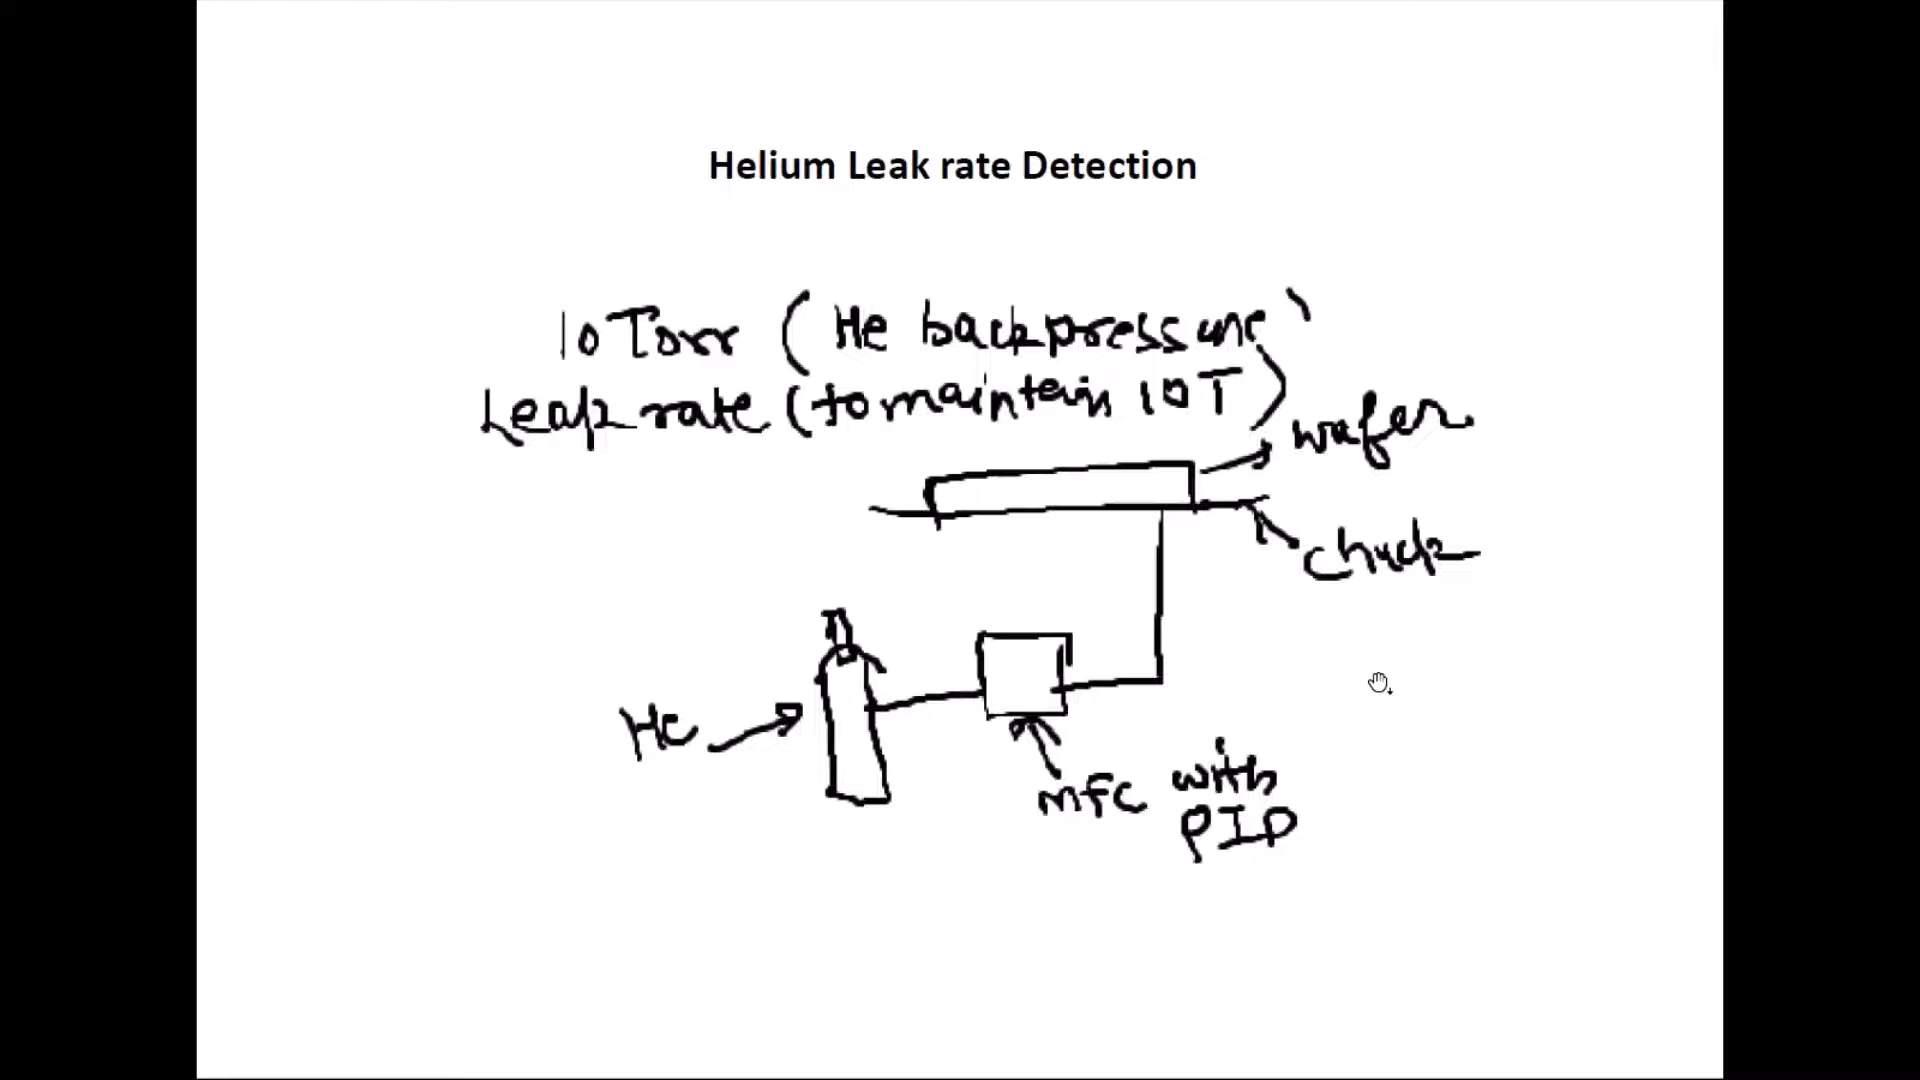 Helium Leak rate Detection
10 Torr (He backpressure)
Leak rate (to maintain 10T)
wafer
chuck
He
mfc with
PID